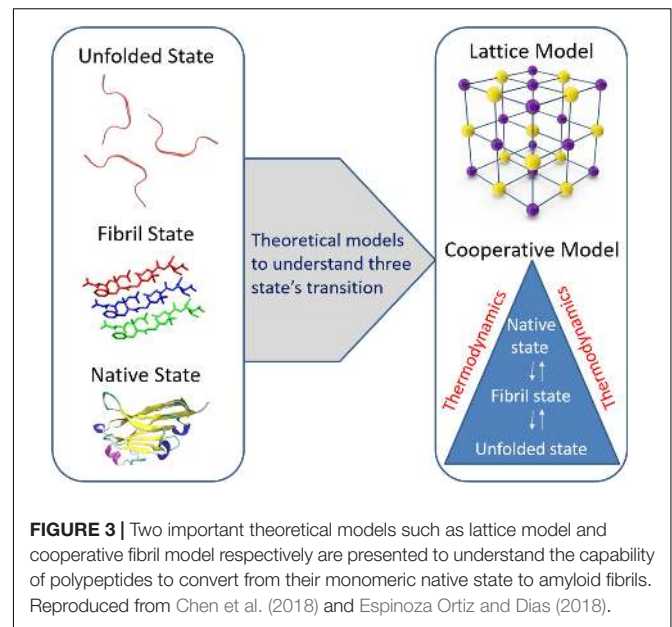 Unfolded State
Fibril State
Native State
Theoretical models
to understand three
state's transition
Lattice Model
Cooperative Model
Thermodynamics
Thermodynamics
Native
state
Fibril state
Unfolded state
FIGURE 3 | Two important theoretical models such as lattice model and
cooperative fibril model respectively are presented to understand the capability
of polypeptides to convert from their monomeric native state to amyloid fibrils.
Reproduced from Chen et al. (2018) and Espinoza Ortiz and Dias (2018).